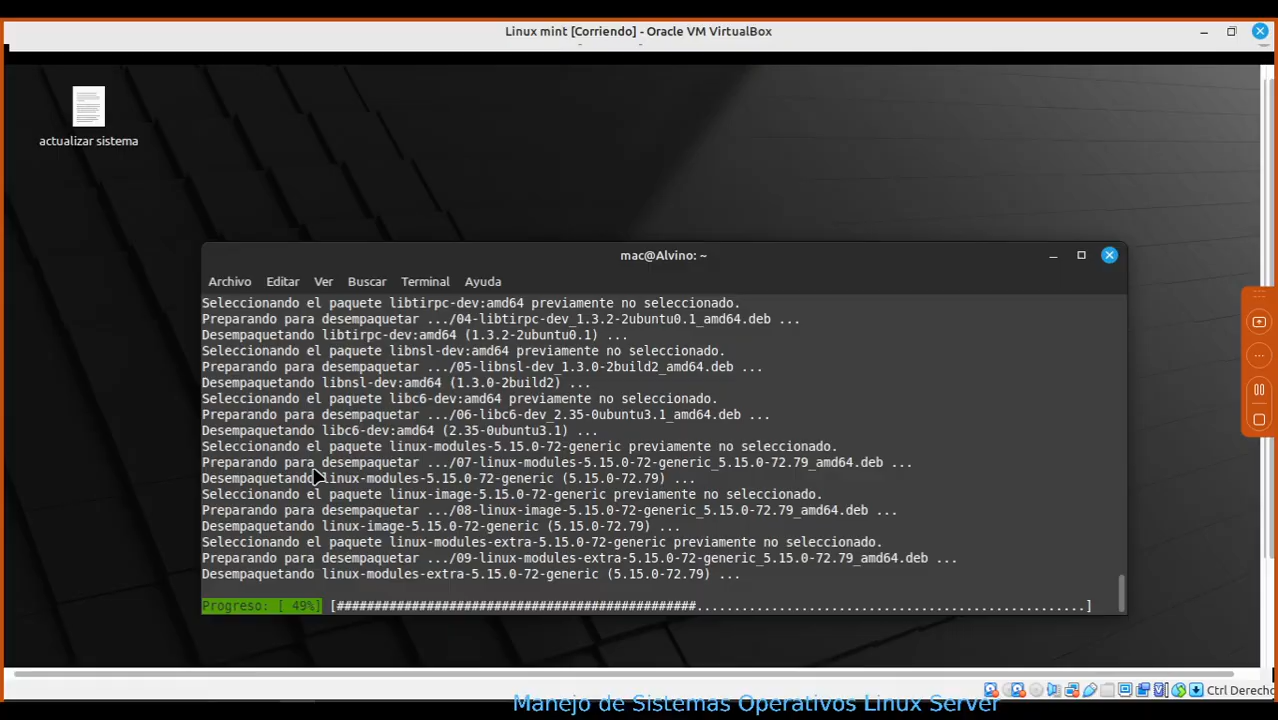 Linux mint [Corriendo] - Oracle VM VirtualBox
actualizar sistema
mac@Alvino: ~
Archivo Editar Ver Buscar Terminal Ayuda
Seleccionando el paquete libtirpc-dev:amd64 previamente no seleccionado.
Preparando para desempaquetar .../04-libtirpc-dev_1.3.2-2ubuntu0.1_amd64.deb ...
Desempaquetando libtirpc-dev:amd64 (1.3.2-2ubuntu0.1) ...
Seleccionando el paquete libnsl-dev:amd64 previamente no seleccionado.
Preparando para desempaquetar .../05-libnsl-dev_1.3.0-2build2_amd64.deb ...
Desempaquetando libnsl-dev:amd64 (1.3.0-2build2) ...
Seleccionando el paquete libc6-dev:amd64 previamente no seleccionado.
Preparando para desempaquetar .../06-libc6-dev_2.35-0ubuntu3.1_amd64.deb ...
Desempaquetando libc6-dev:amd64 (2.35-0ubuntu3.1) ...
Seleccionando el paquete linux-modules-5.15.0-72-generic previamente no seleccionado.
Preparando para desempaquetar .../07-linux-modules-5.15.0-72-generic_5.15.0-72.79_amd64.deb ...
Desempaquetando linux-modules-5.15.0-72-generic (5.15.0-72.79) ...
Seleccionando el paquete linux-image-5.15.0-72-generic previamente no seleccionado.
Preparando para desempaquetar .../08-linux-image-5.15.0-72-generic_5.15.0-72.79_amd64.deb ...
Desempaquetando linux-image-5.15.0-72-generic (5.15.0-72.79) ...
Seleccionando el paquete linux-modules-extra-5.15.0-72-generic previamente no seleccionado.
Preparando para desempaquetar .../09-linux-modules-extra-5.15.0-72-generic_5.15.0-72.79_amd64.deb ...
Desempaquetando linux-modules-extra-5.15.0-72-generic (5.15.0-72.79) ...
Progreso: [ 49%] [################################################....................................................]
Ctrl Derecho
Manejo de Sistemas Operativos Linux Server